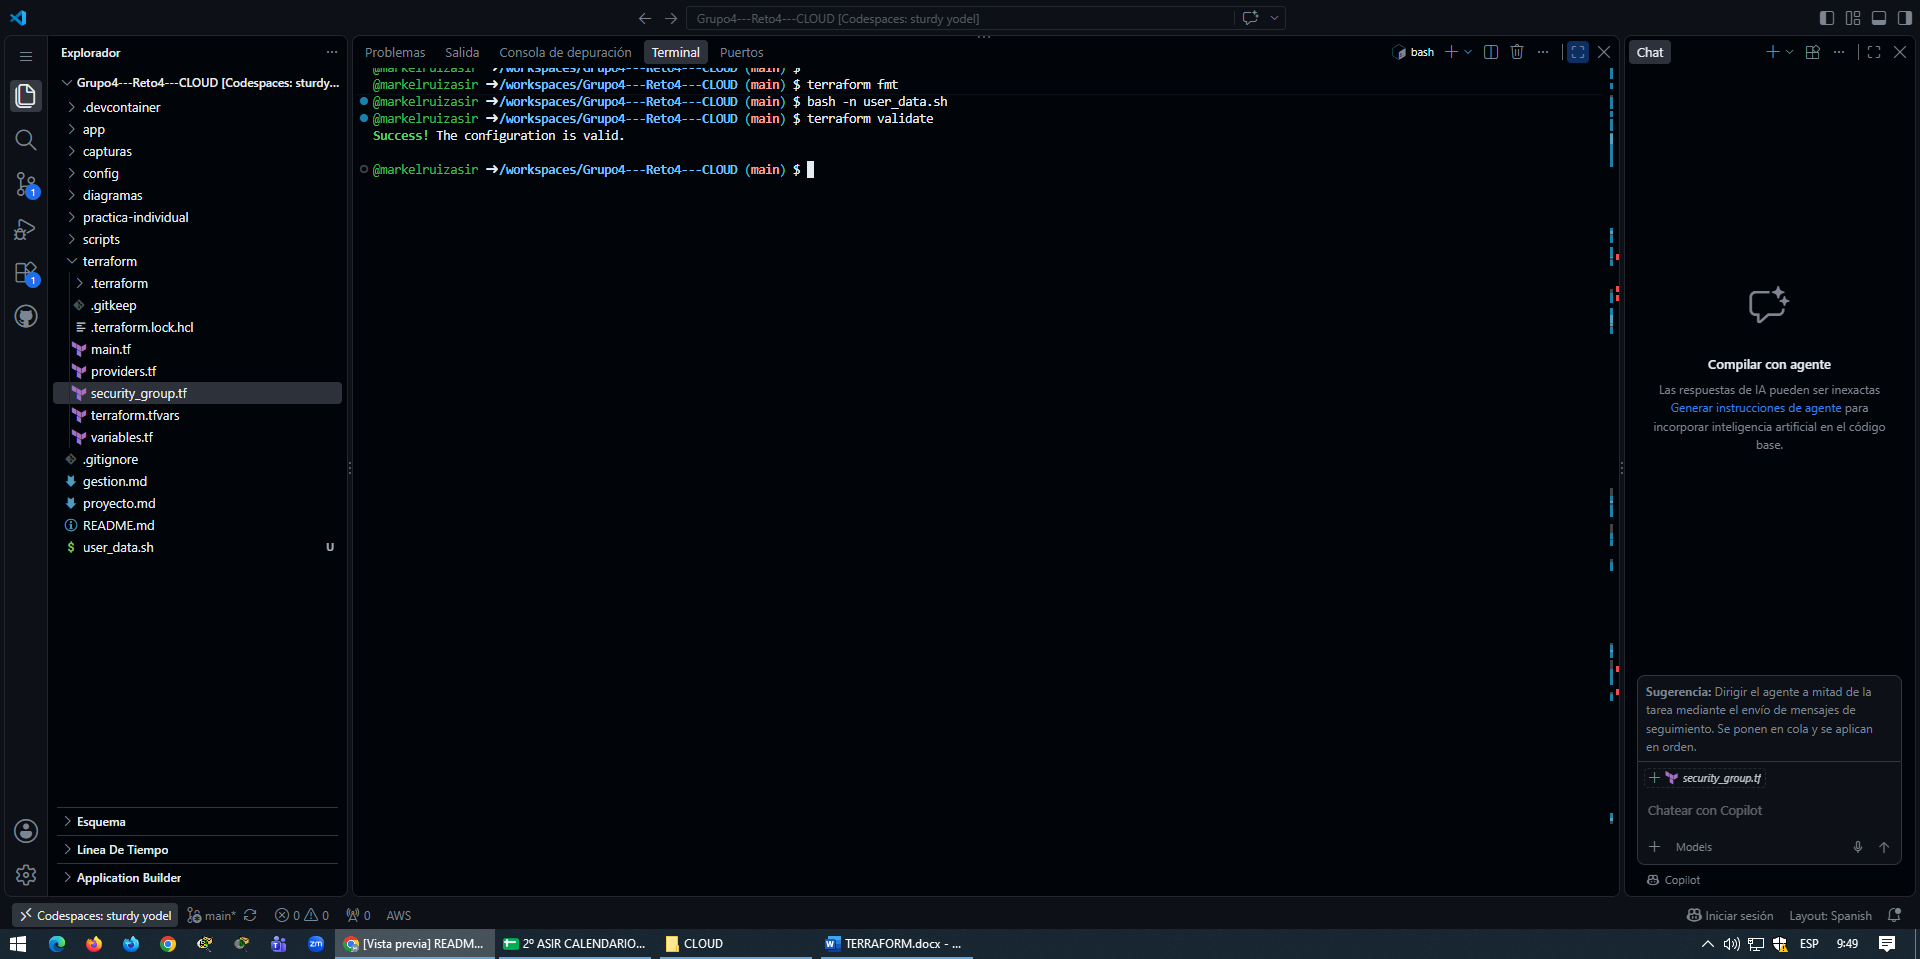 Grupo4---Reto4---CLOUD [Codespaces: sturdy yodel]
Explorador
Grupo4---Reto4---CLOUD [Codespaces: sturdy...
.devcontainer
app
capturas
config
diagramas
practica-individual
scripts
terraform
.terraform
.gitkeep
.terraform.lock.hcl
main.tf
providers.tf
security_group.tf
terraform.tfvars
variables.tf
.gitignore
gestion.md
proyecto.md
README.md
user_data.sh U
1
1
Esquema
Línea De Tiempo
Application Builder
Problemas Salida Consola de depuración Terminal Puertos
bash
@markelruizasir ➜/workspaces/Grupo4---Reto4---CLOUD (main) $
@markelruizasir ➜/workspaces/Grupo4---Reto4---CLOUD (main) $ terraform fmt
@markelruizasir ➜/workspaces/Grupo4---Reto4---CLOUD (main) $ bash -n user_data.sh
@markelruizasir ➜/workspaces/Grupo4---Reto4---CLOUD (main) $ terraform validate
Success! The configuration is valid.
@markelruizasir ➜/workspaces/Grupo4---Reto4---CLOUD (main) $
Chat
Compilar con agente
Las respuestas de IA pueden ser inexactas
Generar instrucciones de agente para
incorporar inteligencia artificial en el código
base.
Sugerencia: Dirigir el agente a mitad de la
tarea mediante el envío de mensajes de
seguimiento. Se ponen en cola y se aplican
en orden.
security_group.tf
Chatear con Copilot
Models
Copilot
Codespaces: sturdy yodel main* 0 0 0 AWS
Iniciar sesión Layout: Spanish
[Vista previa] READM...
2º ASIR CALENDARIO...
CLOUD
TERRAFORM.docx - ...
ESP 9:49